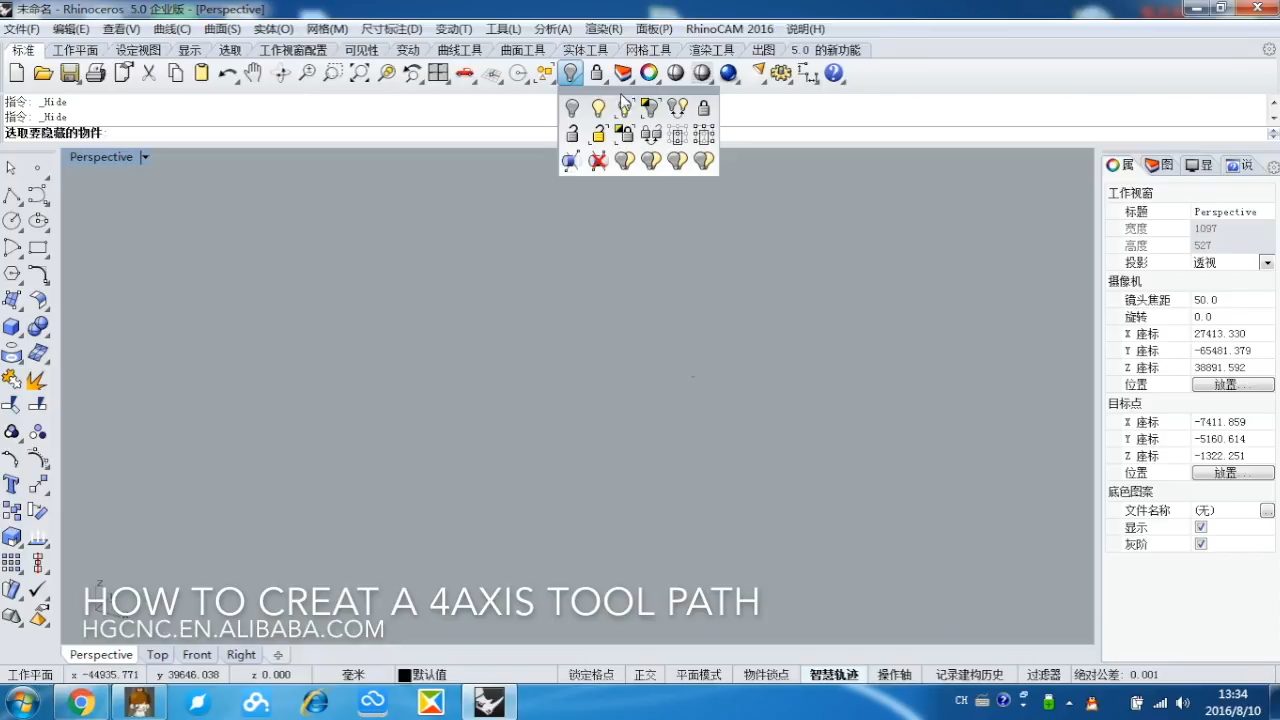 未命名 - Rhinoceros 5.0 企业版 - [Perspective]
文件(F) 编辑(E) 查看(V) 曲线(C) 曲面(S) 实体(O) 网格(M) 尺寸标注(D) 变动(T) 工具(L) 分析(A) 渲染(R) 面板(P) RhinoCAM 2016 说明(H)
标准 工作平面 设定视图 显示 选取 工作视窗配置 可见性 变动 曲线工具 曲面工具 实体工具 网格工具 渲染工具 出图 5.0 的新功能
指令: _Hide
指令: _Hide
选取要隐藏的物件:
Perspective
属 图 显 说
工作视窗
标题 Perspective
宽度 1097
高度 527
投影 透视
摄像机
镜头焦距 50.0
旋转 0.0
X 座标 27413.330
Y 座标 -65481.379
Z 座标 38891.592
位置 放置...
目标点
X 座标 -7411.859
Y 座标 -5160.614
Z 座标 -1322.251
位置 放置...
底色图案
文件名称 (无) ...
显示
灰阶
z
HOW TO CREAT A 4AXIS TOOL PATH
HGCNC.EN.ALIBABA.COM
Perspective Top Front Right
工作平面 x -44935.771 y 39646.038 z 0.000 毫米 默认值 锁定格点 正交 平面模式 物件锁点 智慧轨迹 操作轴 记录建构历史 过滤器 绝对公差: 0.001
CH 13:34
2016/8/10